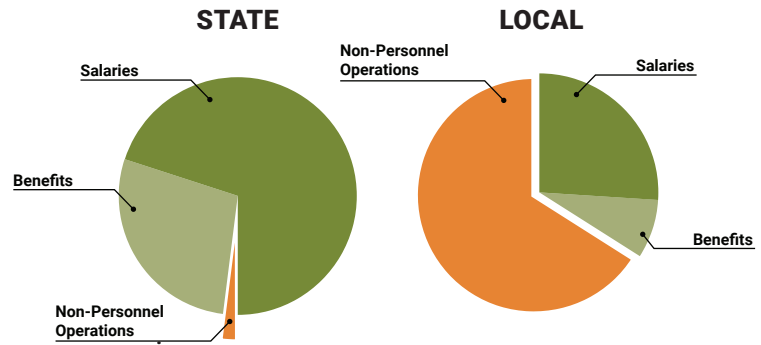 STATE
Salaries
Benefits
Non-Personnel
Operations
LOCAL
Non-Personnel
Operations
Salaries
Benefits